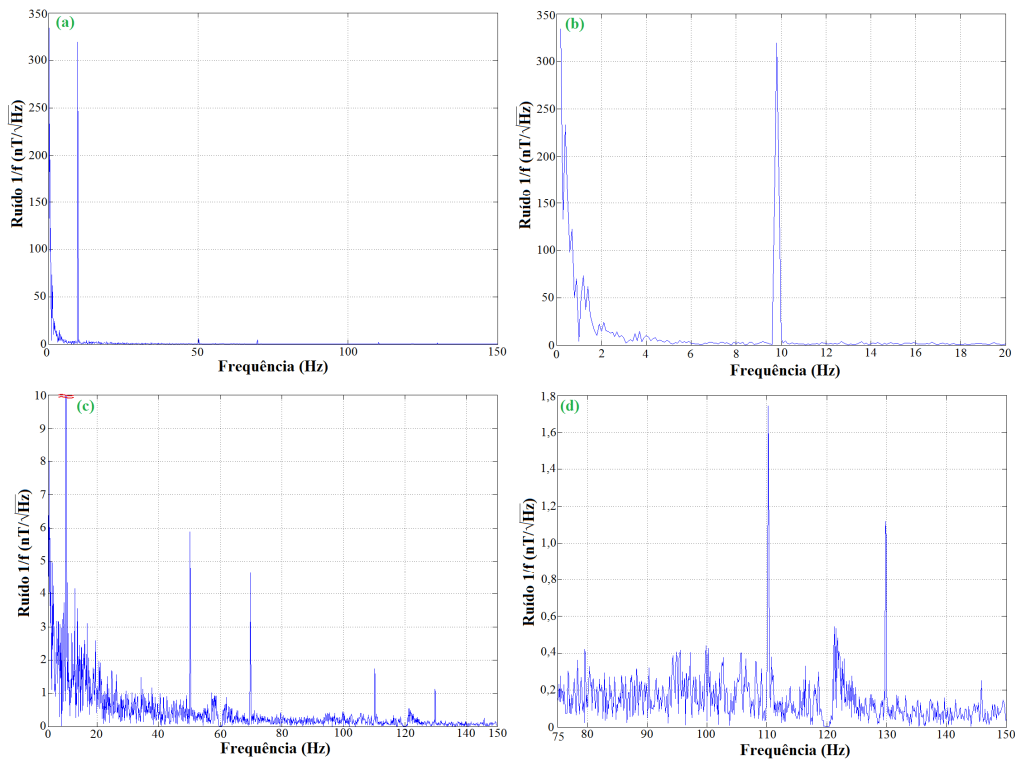 (a)
350
300
250
200
150
100
50
0
Ruído 1/f (nT/√Hz)
0 50 100 150
Frequência (Hz)
(b)
350
300
250
200
150
100
50
0
Ruído 1/f (nT/√Hz)
0 2 4 6 8 10 12 14 16 18 20
Frequência (Hz)
(c)
10
9
8
7
6
5
4
3
2
1
0
Ruído 1/f (nT/√Hz)
0 20 40 60 80 100 120 140 150
Frequência (Hz)
(d)
1,8
1,6
1,4
1,2
1,0
0,8
0,6
0,4
0,2
0
Ruído 1/f (nT/√Hz)
75 80 90 100 110 120 130 140 150
Frequência (Hz)